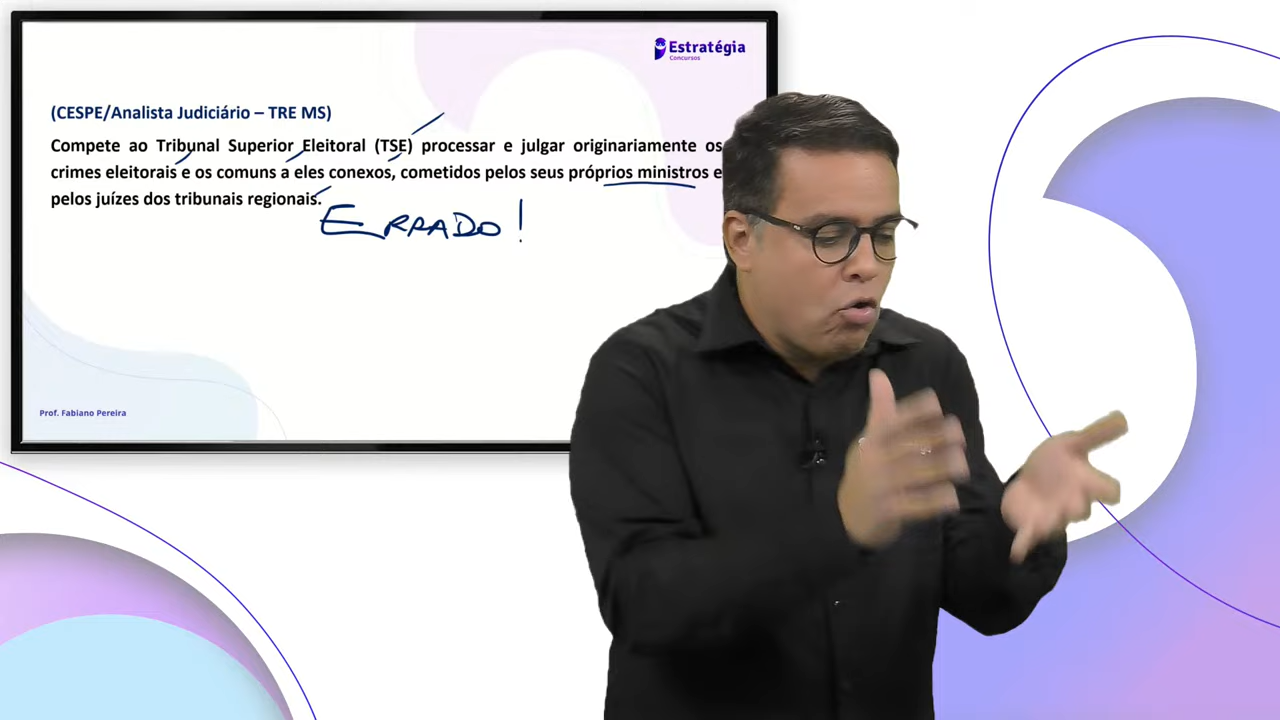 Estratégia
Concursos
(CESPE/Analista Judiciário – TRE MS)
Compete ao Tribunal Superior Eleitoral (TSE) processar e julgar originariamente os
crimes eleitorais e os comuns a eles conexos, cometidos pelos seus próprios ministros e
pelos juízes dos tribunais regionais.
ERRADO!
Prof. Fabiano Pereira